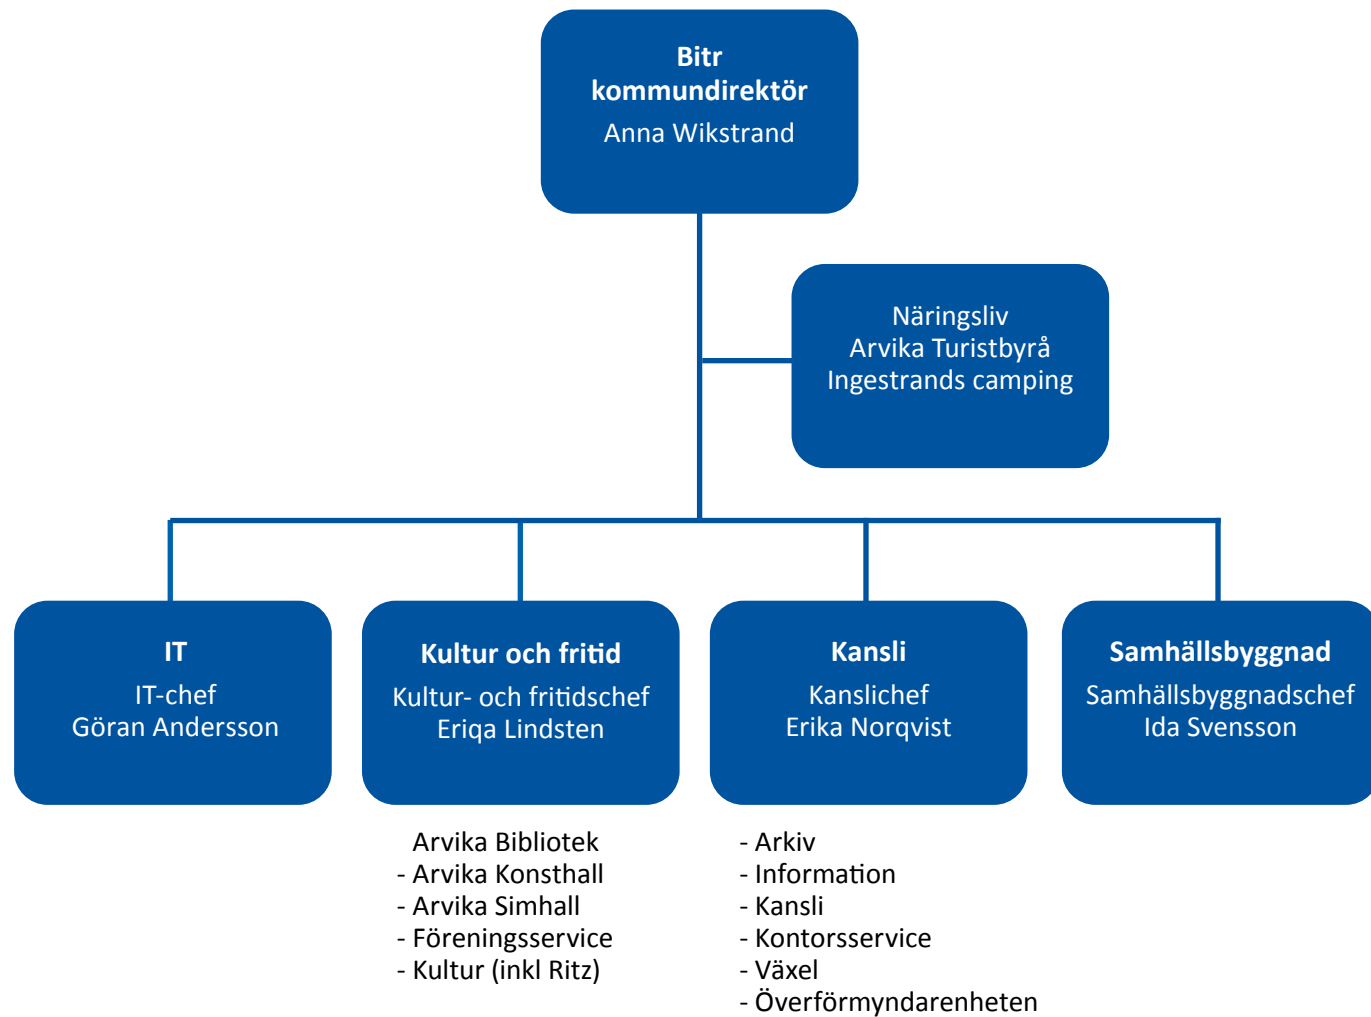 Bitr
kommundirektör
Anna Wikstrand
Näringsliv
Arvika Turistbyrå
Ingestrands camping
IT
IT-chef
Göran Andersson
Kultur och fritid
Kultur- och fritidschef
Eriqa Lindsten
Kansli
Kanslichef
Erika Norqvist
Samhällsbyggnad
Samhällsbyggnadschef
Ida Svensson
Arvika Bibliotek
- Arvika Konsthall
- Arvika Simhall
- Föreningsservice
- Kultur (inkl Ritz)
- Arkiv
- Information
- Kansli
- Kontorsservice
- Växel
- Överförmyndarenheten